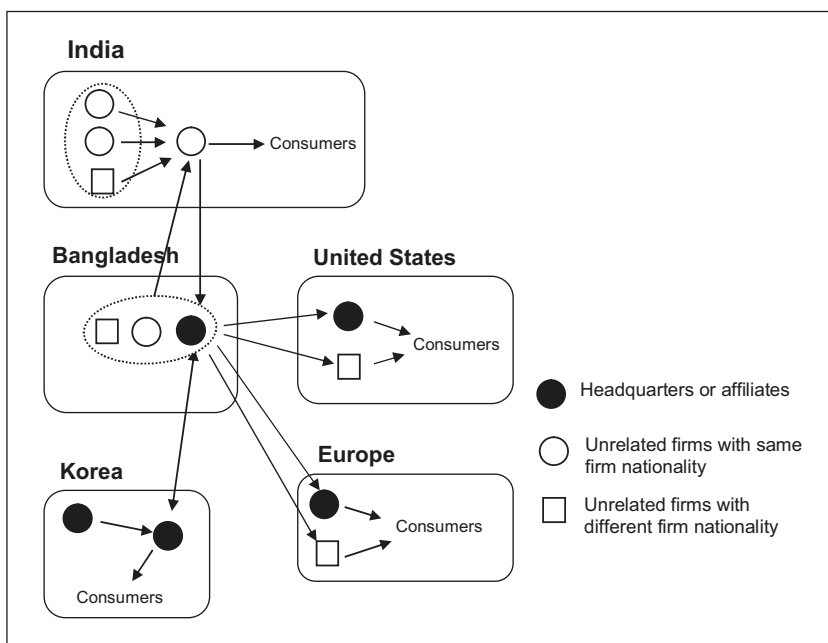 India
Consumers
Bangladesh
United States
Consumers
Headquarters or affiliates
Unrelated firms with same
firm nationality
Unrelated firms with
different firm nationality
Korea
Consumers
Europe
Consumers